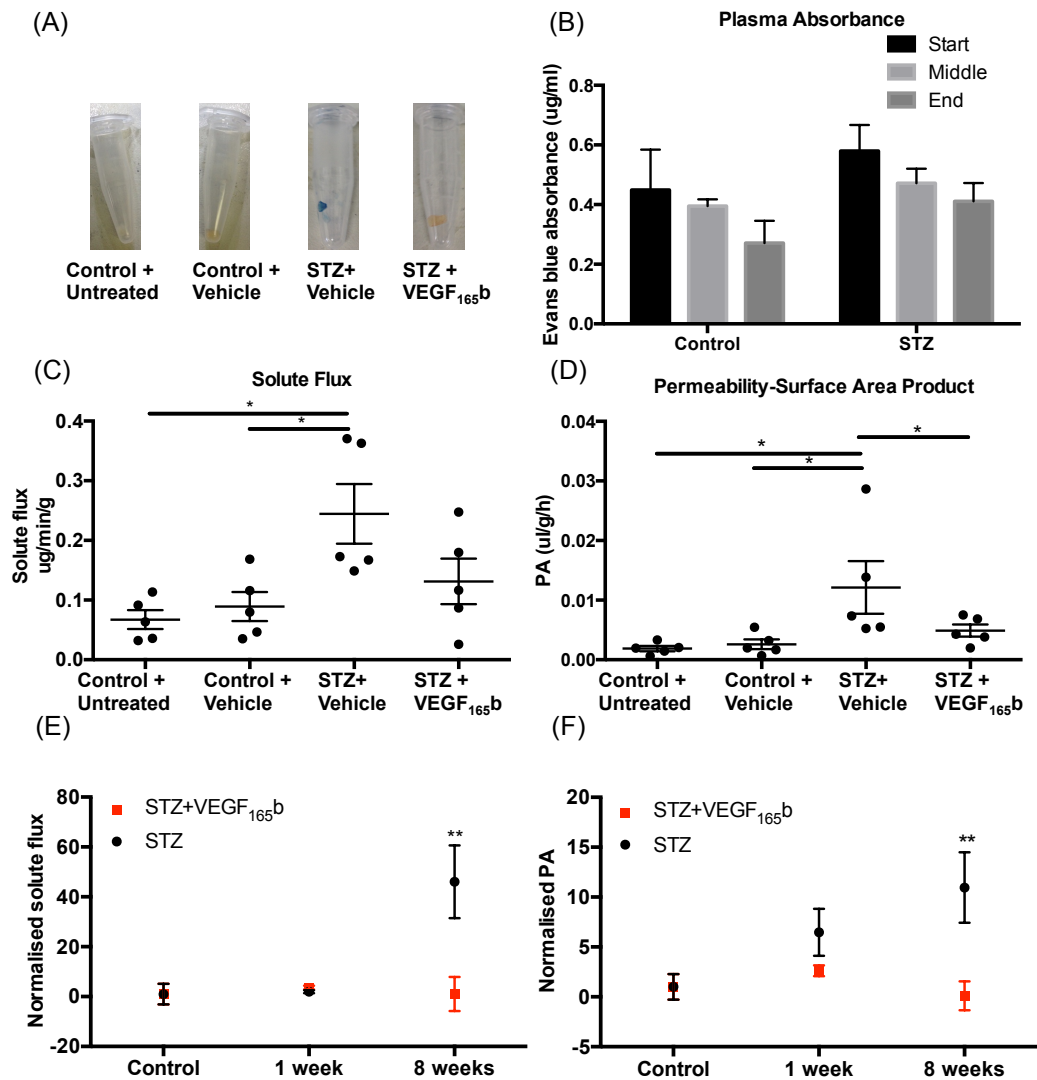 (A)
Control +
Untreated
Control +
Vehicle
STZ+
Vehicle
STZ +
VEGF₁₆₅b
(B)
Plasma Absorbance
Start
Middle
End
Evans blue absorbance (ug/ml)
0.8
0.6
0.4
0.2
0.0
Control
STZ
(C)
Solute Flux
Solute flux
ug/min/g
0.4
0.3
0.2
0.1
0.0
*
*
Control +
Untreated
Control +
Vehicle
STZ+
Vehicle
STZ +
VEGF₁₆₅b
(D)
Permeability-Surface Area Product
PA (ul/g/h)
0.04
0.03
0.02
0.01
0.00
*
*
*
Control +
Untreated
Control +
Vehicle
STZ+
Vehicle
STZ +
VEGF₁₆₅b
(E)
Normalised solute flux
80
60
40
20
0
-20
STZ+VEGF₁₆₅b
STZ
**
Control
1 week
8 weeks
(F)
Normalised PA
20
15
10
5
0
-5
STZ+VEGF₁₆₅b
STZ
**
Control
1 week
8 weeks